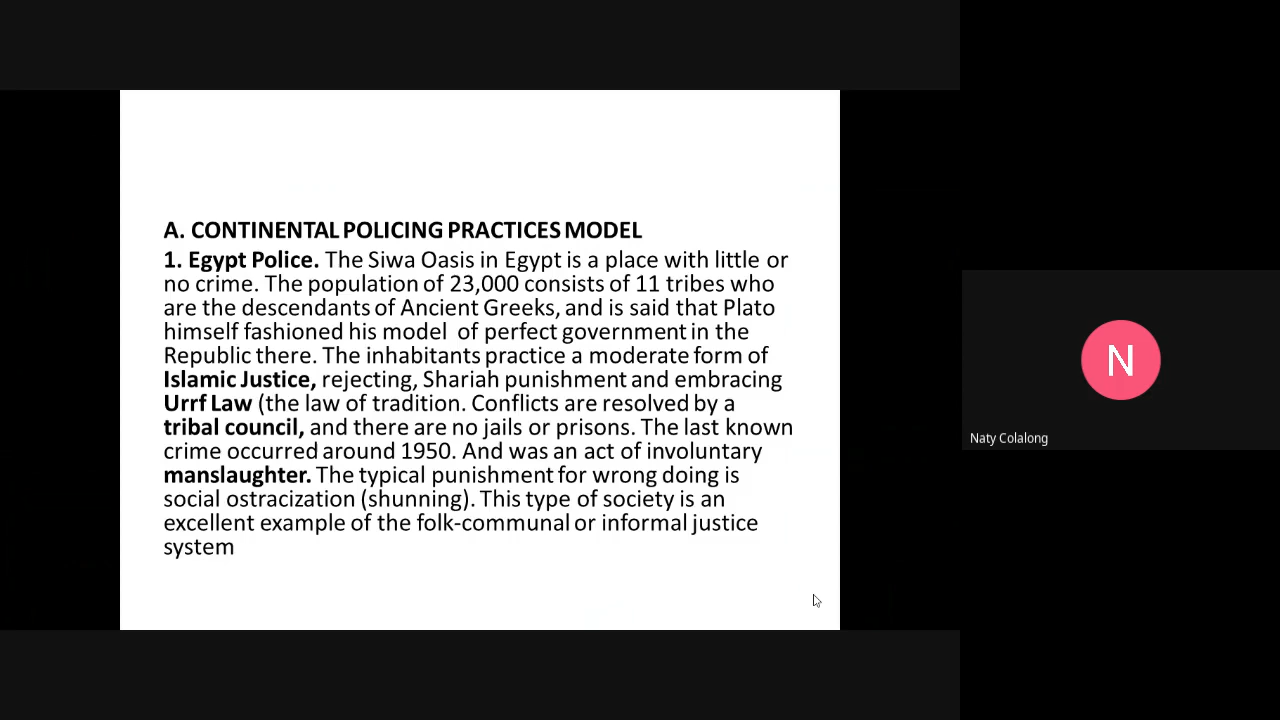 A. CONTINENTAL POLICING PRACTICES MODEL
1. Egypt Police. The Siwa Oasis in Egypt is a place with little or
no crime. The population of 23,000 consists of 11 tribes who
are the descendants of Ancient Greeks, and is said that Plato
himself fashioned his model  of perfect government in the
Republic there. The inhabitants practice a moderate form of
Islamic Justice, rejecting, Shariah punishment and embracing
Urrf Law (the law of tradition. Conflicts are resolved by a
tribal council, and there are no jails or prisons. The last known
crime occurred around 1950. And was an act of involuntary
manslaughter. The typical punishment for wrong doing is
social ostracization (shunning). This type of society is an
excellent example of the folk-communal or informal justice
system
N
Naty Colalong